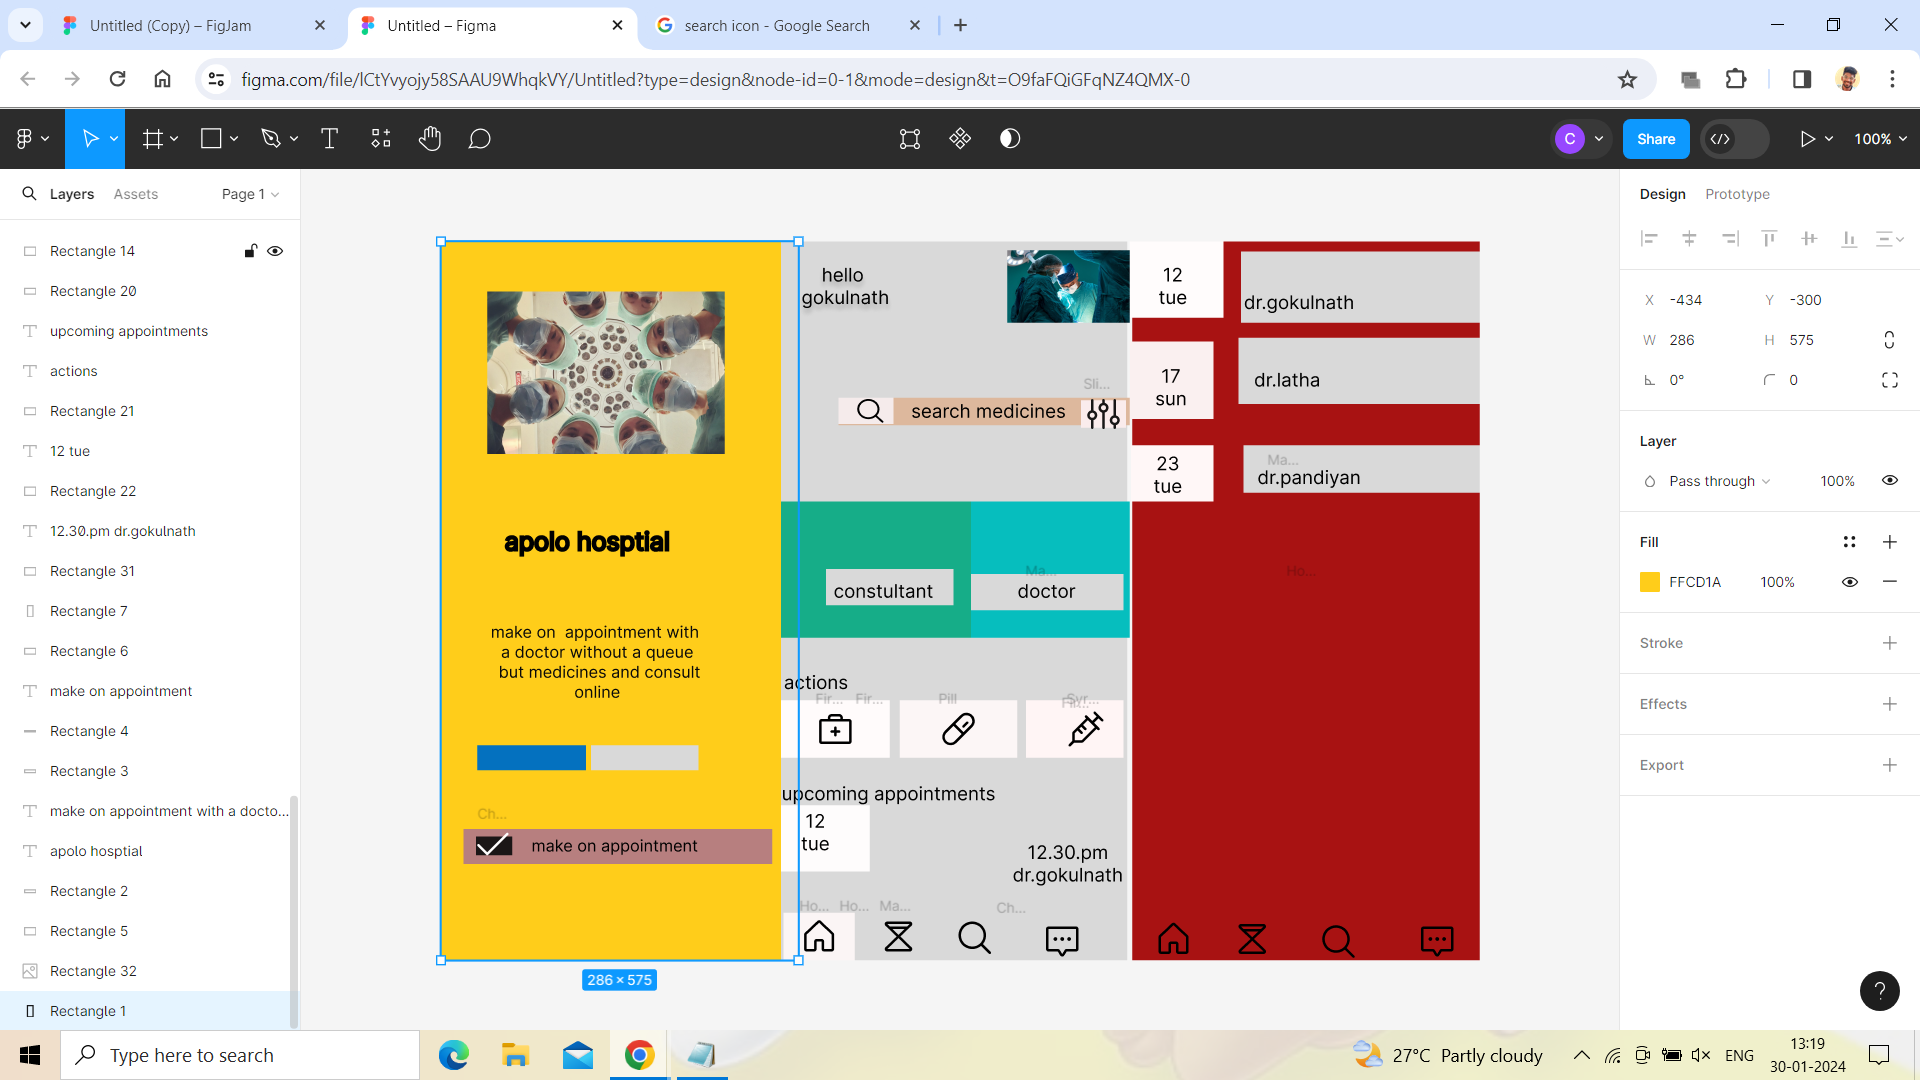 Untitled (Copy) – FigJam
Untitled – Figma
search icon - Google Search
figma.com/file/lCtYvyojy58SAAU9WhqkVY/Untitled?type=design&node-id=0-1&mode=design&t=O9faFQiGFqNZ4QMX-0
C
Share
100%
Layers
Assets
Page 1
Rectangle 14
Rectangle 20
upcoming appointments
actions
Rectangle 21
12 tue
Rectangle 22
12.30.pm dr.gokulnath
Rectangle 31
Rectangle 7
Rectangle 6
make on appointment
Rectangle 4
Rectangle 3
make on appointment with a docto...
apolo hosptial
Rectangle 2
Rectangle 5
Rectangle 32
Rectangle 1
apolo hosptial
make on  appointment with
a doctor without a queue
but medicines and consult
online
Ch...
make on appointment
286 × 575
hello
gokulnath
Sli...
search medicines
constultant
Ma...
doctor
actions
Fir...
Fir...
Pill
Syr...
upcoming appointments
12
tue
12.30.pm
dr.gokulnath
Ho...
Ho...
Ma...
Ch...
12
tue
dr.gokulnath
17
sun
dr.latha
23
tue
Ma...
dr.pandiyan
Ho...
Design
Prototype
X
-434
Y
-300
W
286
H
575
0°
0
Layer
Pass through
100%
Fill
FFCD1A
100%
Stroke
Effects
Export
?
Type here to search
27°C  Partly cloudy
ENG
13:19
30-01-2024